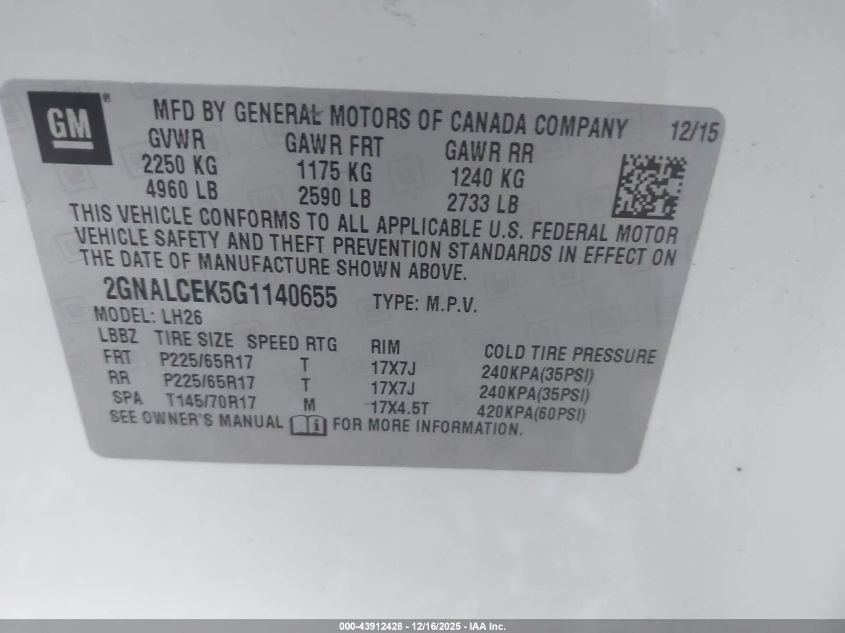 GM ® MFD BY GENERAL MOTORS OF CANADA COMPANY 12/15
GVWR GAWR FRT GAWR RR
2250 KG 1175 KG 1240 KG
4960 LB 2590 LB 2733 LB
THIS VEHICLE CONFORMS TO ALL APPLICABLE U.S. FEDERAL MOTOR
VEHICLE SAFETY AND THEFT PREVENTION STANDARDS IN EFFECT ON
THE DATE OF MANUFACTURE SHOWN ABOVE.
2GNALCEK5G1140655 TYPE: M.P.V.
MODEL: LH26
LBBZ TIRE SIZE SPEED RTG RIM COLD TIRE PRESSURE
FRT P225/65R17 T 17X7J 240KPA(35PSI)
RR P225/65R17 T 17X7J 240KPA(35PSI)
SPA T145/70R17 M 17X4.5T 420KPA(60PSI)
SEE OWNER'S MANUAL i FOR MORE INFORMATION.
000-43912428 - 12/16/2025 - IAA Inc.